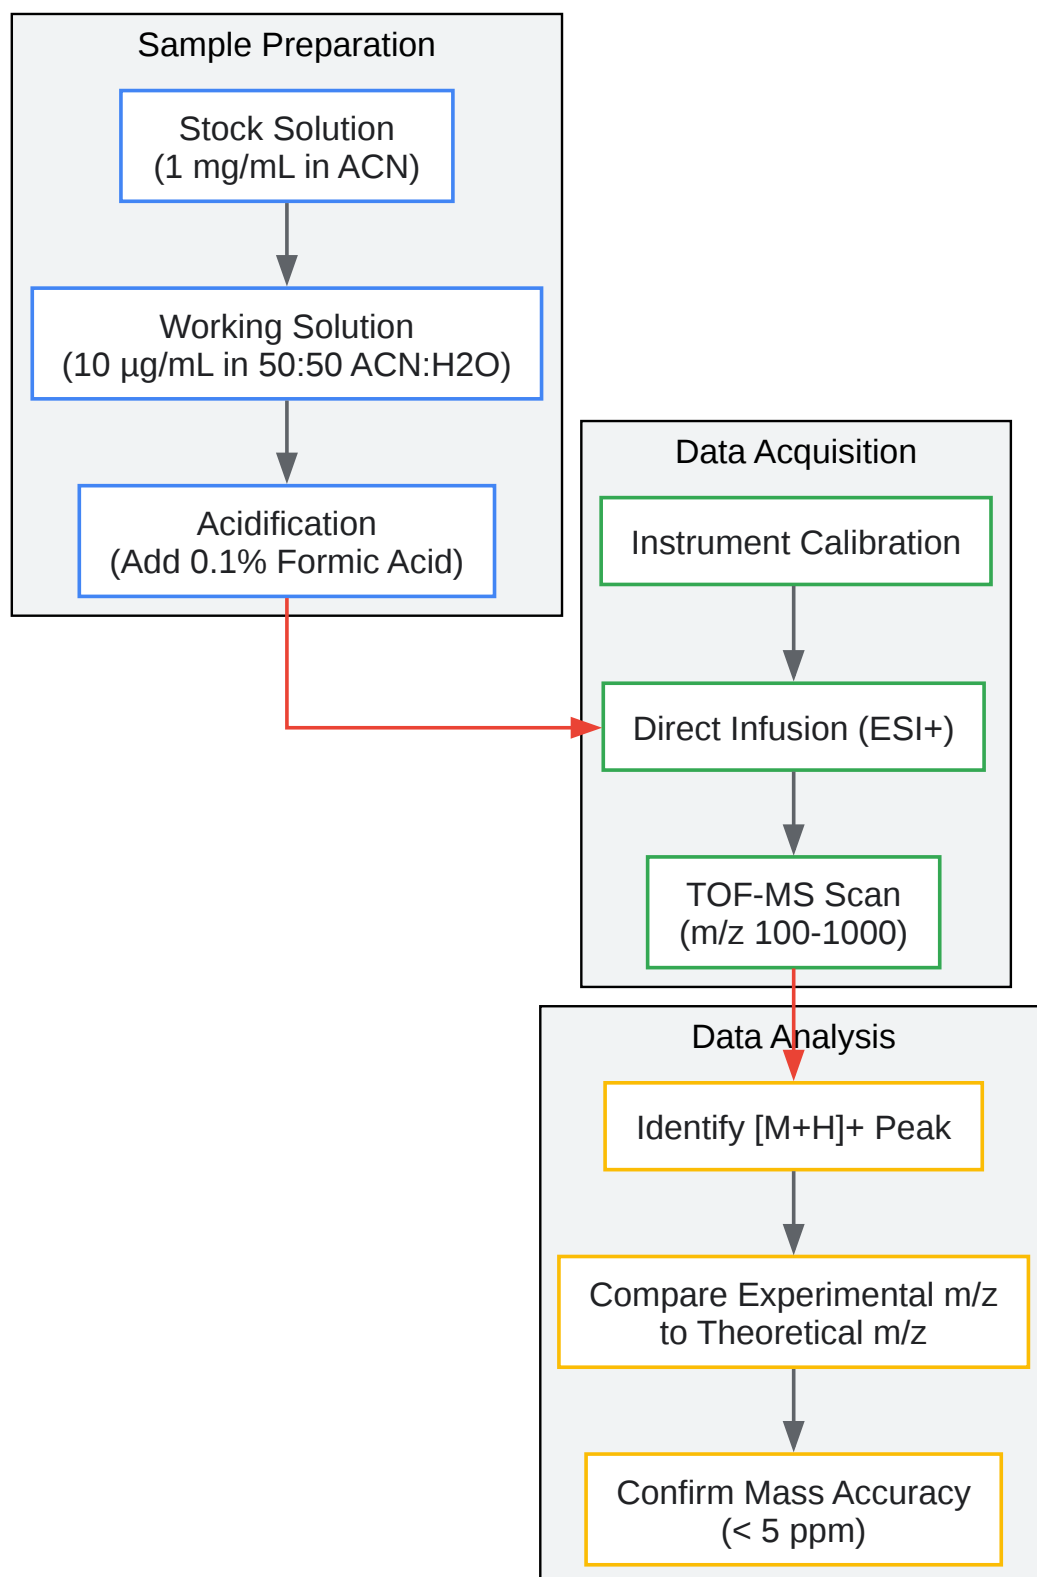 Sample Preparation
Stock Solution
(1 mg/mL in ACN)
Working Solution
(10 µg/mL in 50:50 ACN:H2O)
Acidification
(Add 0.1% Formic Acid)
Data Acquisition
Instrument Calibration
Direct Infusion (ESI+)
TOF-MS Scan
(m/z 100-1000)
Data Analysis
Identify [M+H]+ Peak
Compare Experimental m/z
to Theoretical m/z
Confirm Mass Accuracy
(< 5 ppm)